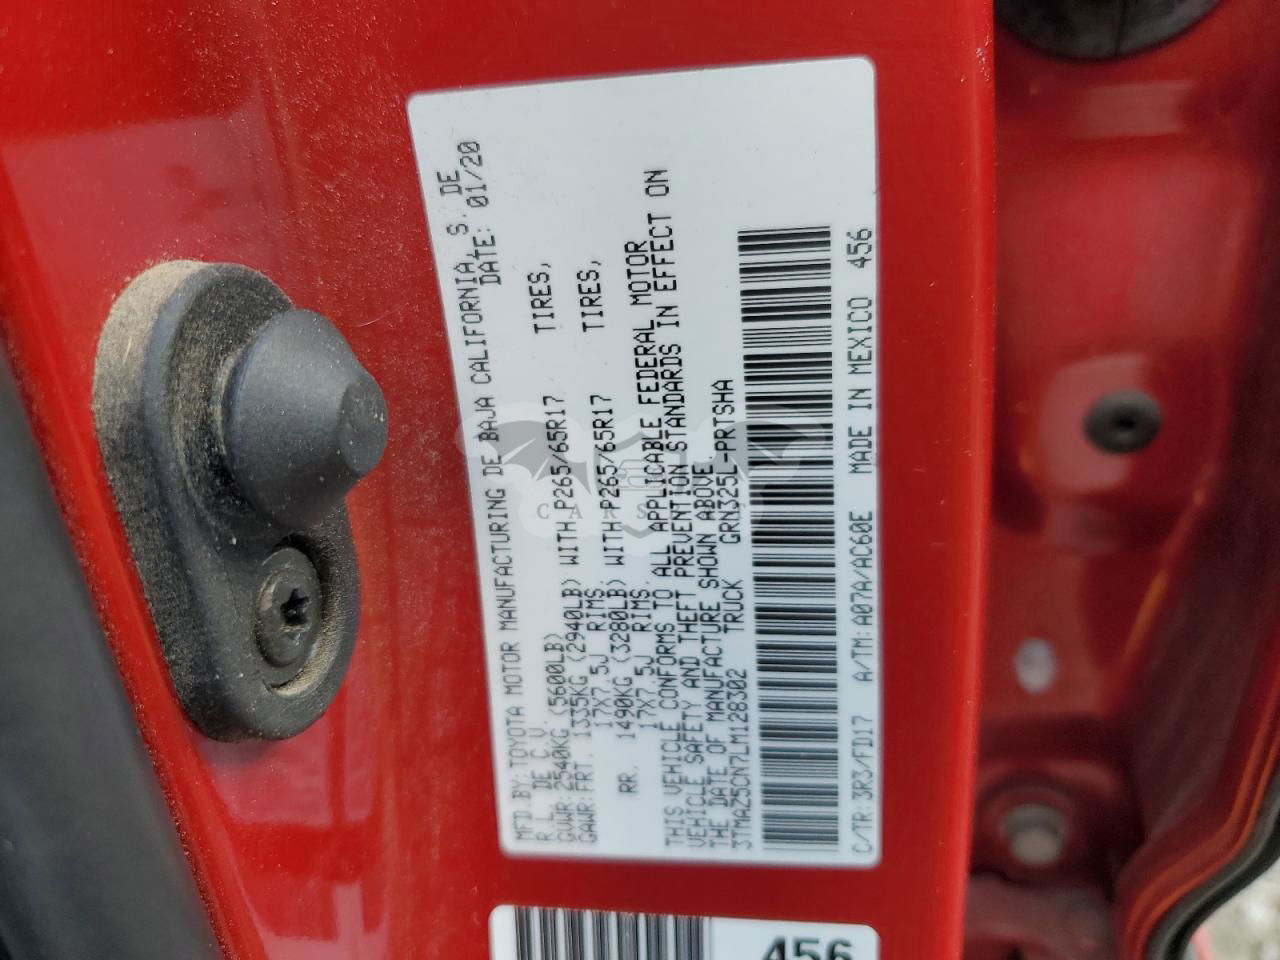 MFD.BY: TOYOTA MOTOR MANUFACTURING DE BAJA CALIFORNIA, S. DE
R.L. DE C.V. DATE: 01/20
GVWR: 2540KG (5600LB)
GAWR:FRT. 1335KG (2940LB) WITH P265/65R17 TIRES,
17X7.5J RIMS
RR. 1490KG (3280LB) WITH P265/65R17 TIRES,
17X7.5J RIMS.
THIS VEHICLE CONFORMS TO ALL APPLICABLE FEDERAL MOTOR
VEHICLE SAFETY AND THEFT PREVENTION STANDARDS IN EFFECT ON
THE DATE OF MANUFACTURE SHOWN ABOVE.
3TMAZ5CN7LM128302 TRUCK GRN325L-PRTSHA
C/TR: 3R3/FD17 A/TM: A07A/AC60E MADE IN MEXICO 456
456
CARS